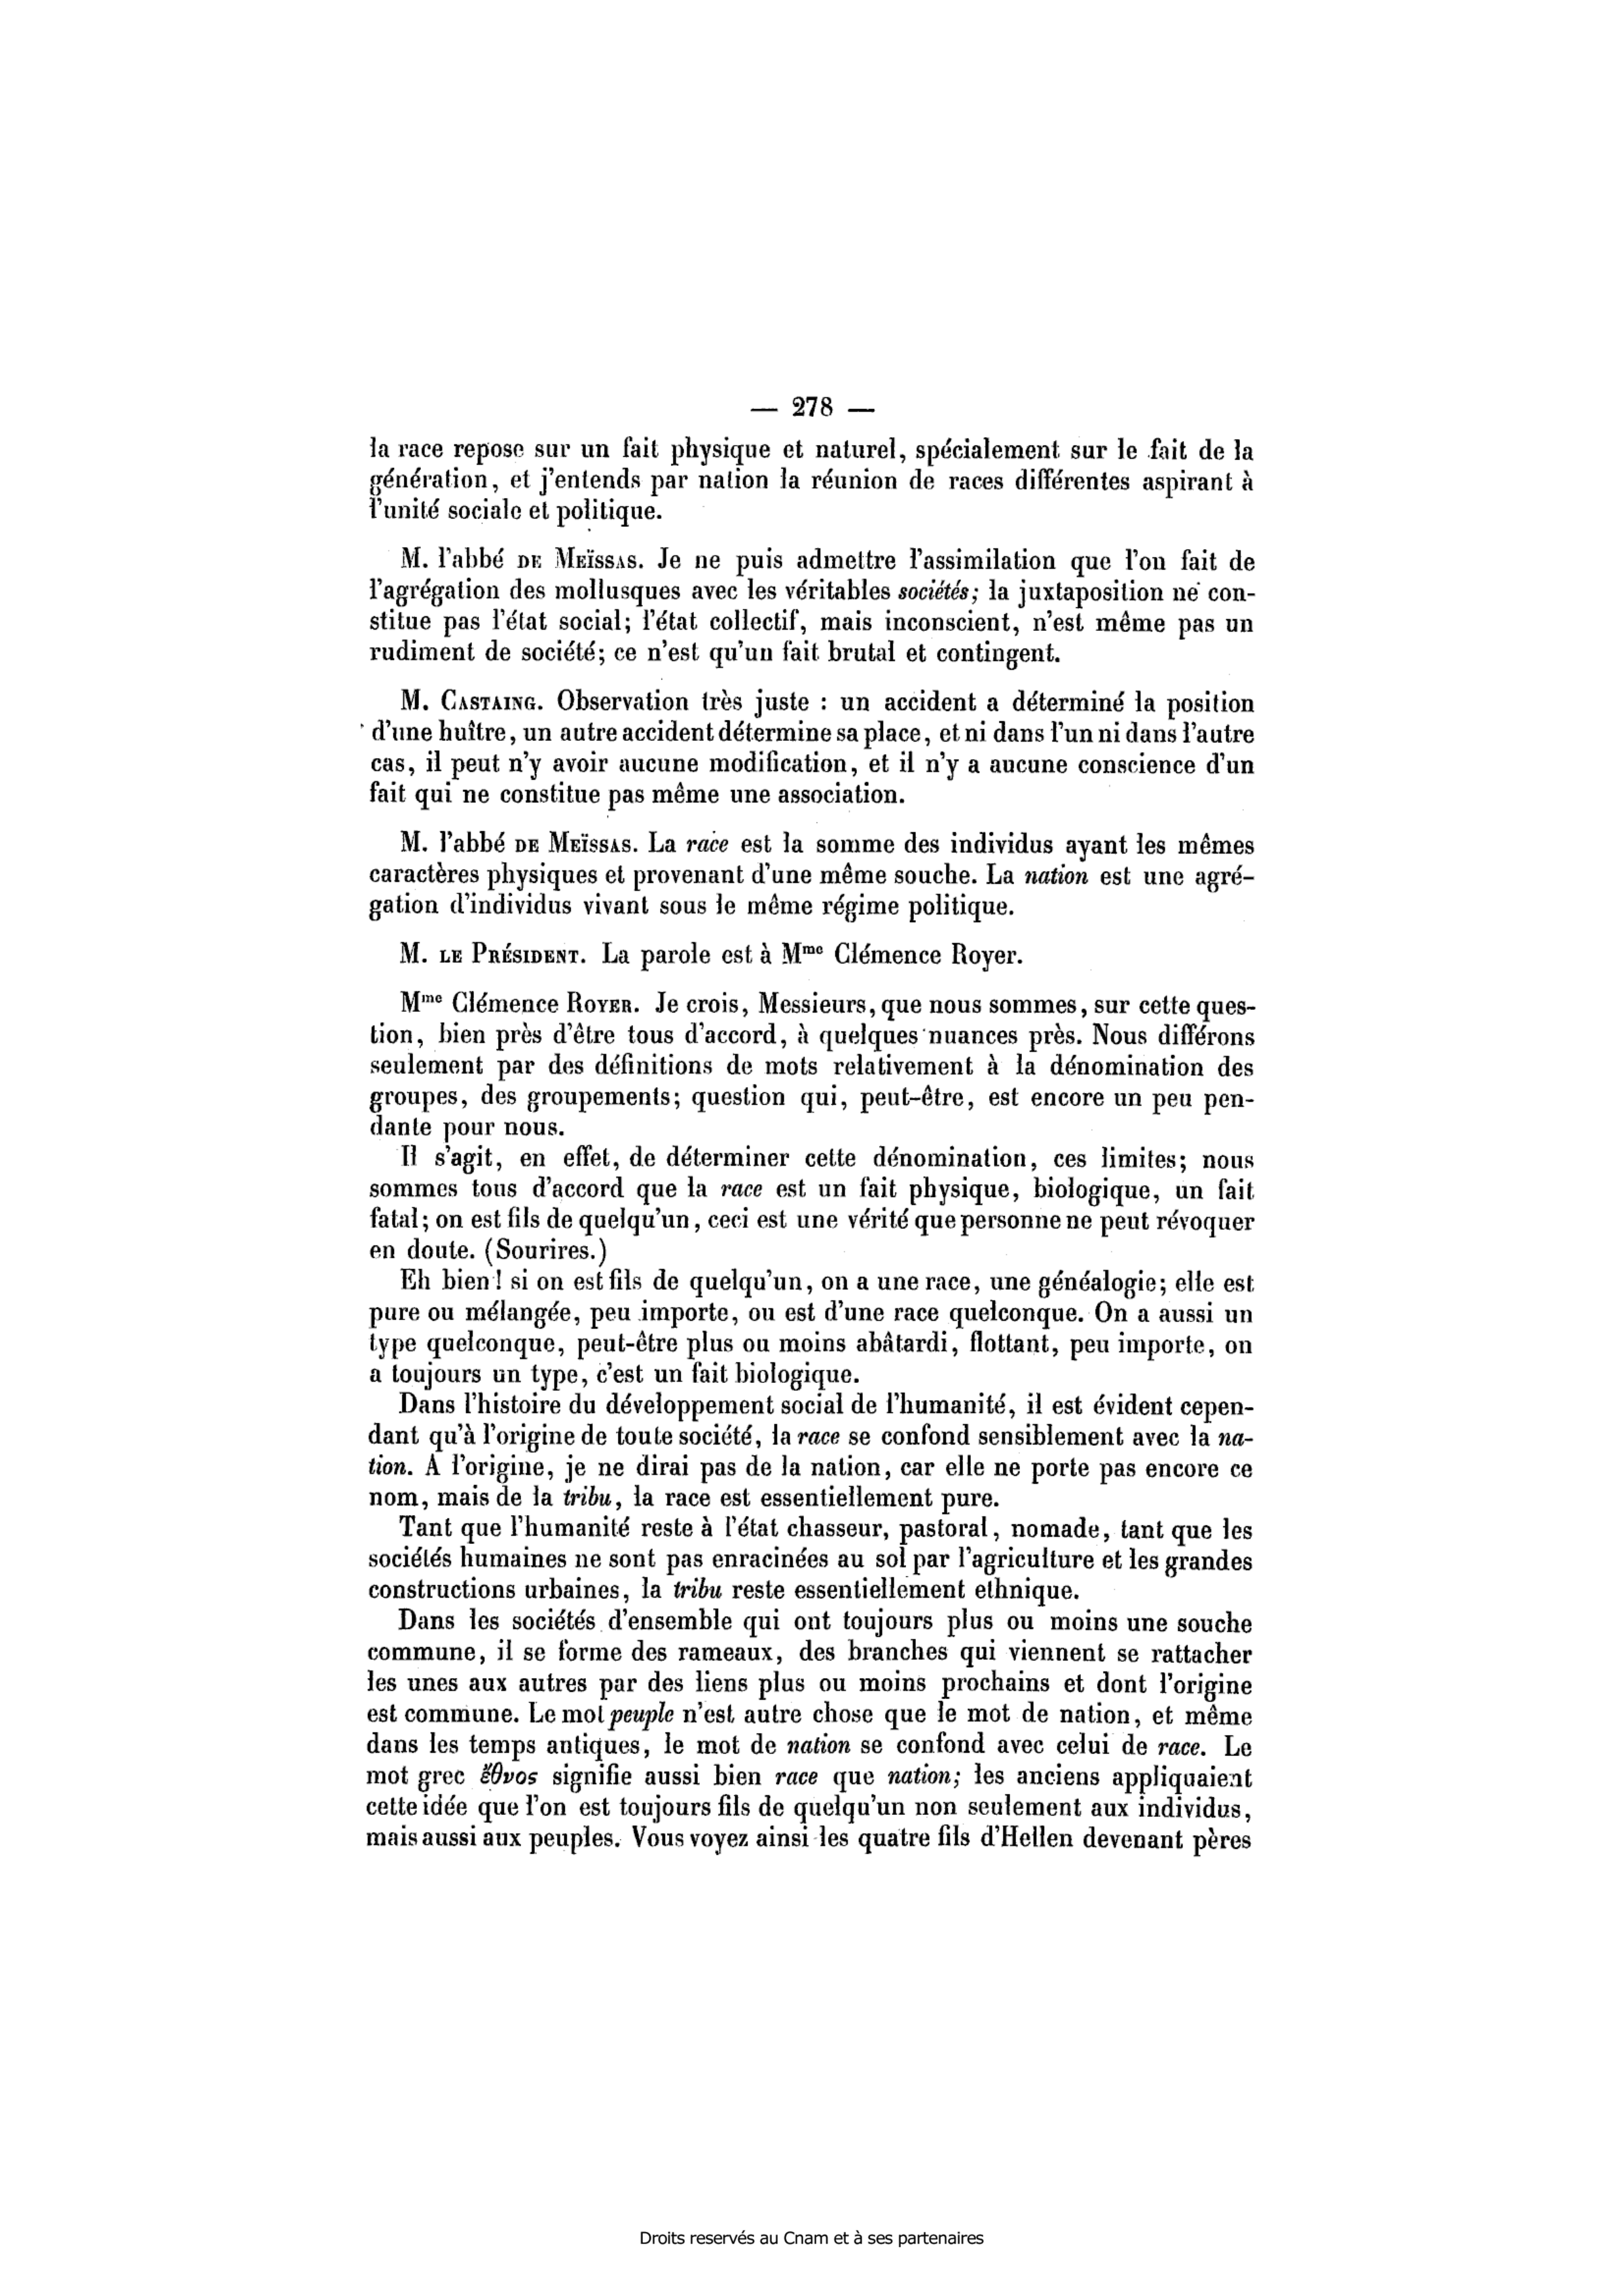 — 278 —
la race repose sur un fait physique et naturel, spécialement sur le fait de la
génération, et j'entends par nation la réunion de races différentes aspirant à
l'unité sociale et politique.
M. l'abbé DE MEÏSSAS. Je ne puis admettre l'assimilation que l'on fait de
l'agrégation des mollusques avec les véritables sociétés; la juxtaposition ne con-
stitue pas l'état social; l'état collectif, mais inconscient, n'est même pas un
rudiment de société; ce n'est qu'un fait brutal et contingent.
M. CASTAING. Observation très juste : un accident a déterminé la position
d'une huître, un autre accident détermine sa place, et ni dans l'un ni dans l'autre
cas, il peut n'y avoir aucune modification, et il n'y a aucune conscience d'un
fait qui ne constitue pas même une association.
M. l'abbé DE MEÏSSAS. La race est la somme des individus ayant les mêmes
caractères physiques et provenant d'une même souche. La nation est une agré-
gation d'individus vivant sous le même régime politique.
M. LE PRÉSIDENT. La parole est à Mme Clémence Royer.
Mme Clémence ROYER. Je crois, Messieurs, que nous sommes, sur cette ques-
tion, bien près d'être tous d'accord, à quelques nuances près. Nous différons
seulement par des définitions de mots relativement à la dénomination des
groupes, des groupements; question qui, peut-être, est encore un peu pen-
dante pour nous.
Il s'agit, en effet, de déterminer cette dénomination, ces limites; nous
sommes tous d'accord que la race est un fait physique, biologique, un fait
fatal; on est fils de quelqu'un, ceci est une vérité que personne ne peut révoquer
en doute. (Sourires.)
Eh bien! si on est fils de quelqu'un, on a une race, une généalogie; elle est
pure ou mélangée, peu importe, ou est d'une race quelconque. On a aussi un
type quelconque, peut-être plus ou moins abâtardi, flottant, peu importe, on
a toujours un type, c'est un fait biologique.
Dans l'histoire du développement social de l'humanité, il est évident cepen-
dant qu'à l'origine de toute société, la race se confond sensiblement avec la na-
tion. A l'origine, je ne dirai pas de la nation, car elle ne porte pas encore ce
nom, mais de la tribu, la race est essentiellement pure.
Tant que l'humanité reste à l'état chasseur, pastoral, nomade, tant que les
sociétés humaines ne sont pas enracinées au sol par l'agriculture et les grandes
constructions urbaines, la tribu reste essentiellement ethnique.
Dans les sociétés d'ensemble qui ont toujours plus ou moins une souche
commune, il se forme des rameaux, des branches qui viennent se rattacher
les unes aux autres par des liens plus ou moins prochains et dont l'origine
est commune. Le mot peuple n'est autre chose que le mot de nation, et même
dans les temps antiques, le mot de nation se confond avec celui de race. Le
mot grec ἔθνος signifie aussi bien race que nation; les anciens appliquaient
cette idée que l'on est toujours fils de quelqu'un non seulement aux individus,
mais aussi aux peuples. Vous voyez ainsi les quatre fils d'Hellen devenant pères
Droits reservés au Cnam et à ses partenaires